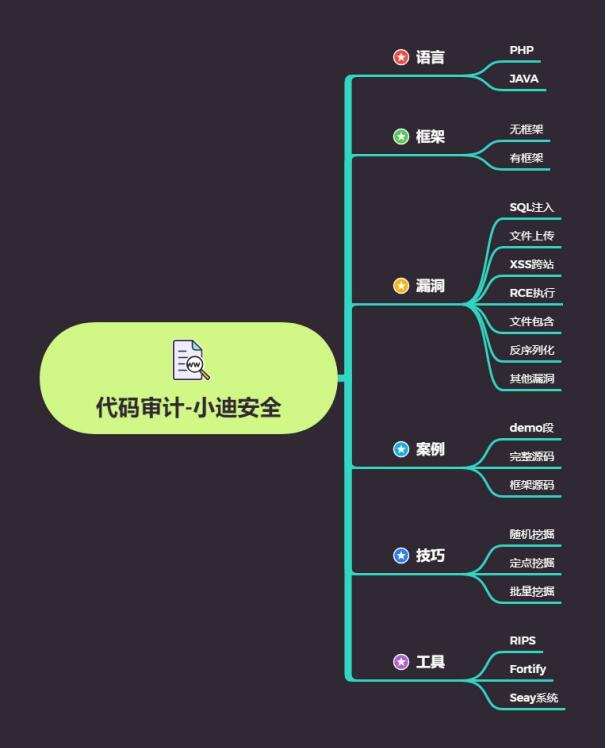 语言
PHP
JAVA
框架
无框架
有框架
漏洞
SQL注入
文件上传
XSS跨站
RCE执行
文件包含
反序列化
其他漏洞
代码审计-小迪安全
案例
demo段
完整源码
框架源码
技巧
随机挖掘
定点挖掘
批量挖掘
工具
RIPS
Fortify
Seay系统